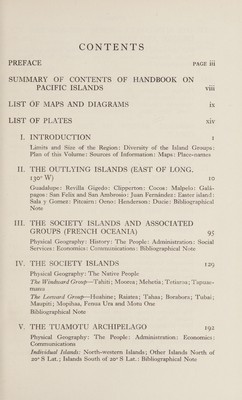 CONTENTS
PREFACE PAGE iii
SUMMARY OF CONTENTS OF HANDBOOK ON
PACIFIC ISLANDS viii
LIST OF MAPS AND DIAGRAMS ix
LIST OF PLATES xiv
I. INTRODUCTION 1
Limits and Size of the Region: Diversity of the Island Groups:
Plan of this Volume: Sources of Information: Maps: Place-names
II. THE OUTLYING ISLANDS (EAST OF LONG.
130° W) 10
Guadalupe: Revilla Gigedo: Clipperton: Cocos: Malpelo: Galá-
pagos: San Felix and San Ambrosio: Juan Fernández: Easter island:
Sala y Gomez: Pitcairn: Oeno: Henderson: Ducie: Bibliographical
Note
III. THE SOCIETY ISLANDS AND ASSOCIATED
GROUPS (FRENCH OCEANIA) 95
Physical Geography: History: The People: Administration: Social
Services: Economics: Communications: Bibliographical Note
IV. THE SOCIETY ISLANDS 129
Physical Geography: The Native People
The Windward Group—Tahiti; Moorea; Mehetia; Tetiaroa; Tapuae-
manu
The Leeward Group—Huahine; Raiatea; Tahaa; Borabora; Tubai;
Maupiti; Mopihaa, Fenua Ura and Motu One
Bibliographical Note
V. THE TUAMOTU ARCHIPELAGO 192
Physical Geography: The People: Administration: Economics:
Communications
Individual Islands: North-western Islands; Other Islands North of
20° S Lat.; Islands South of 20° S Lat.: Bibliographical Note